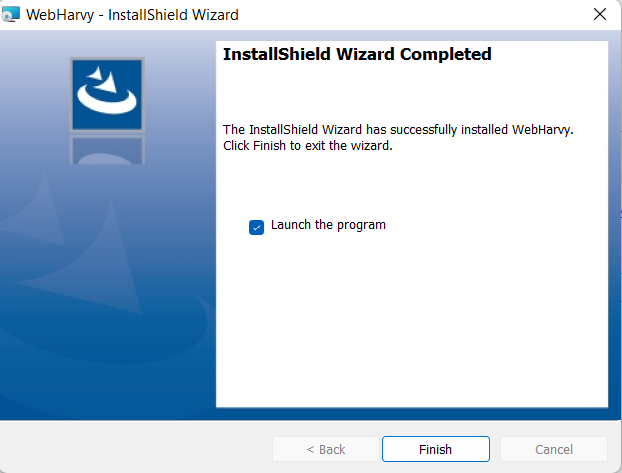 WebHarvy - InstallShield Wizard
InstallShield Wizard Completed
The InstallShield Wizard has successfully installed WebHarvy.
Click Finish to exit the wizard.
Launch the program
< Back
Finish
Cancel